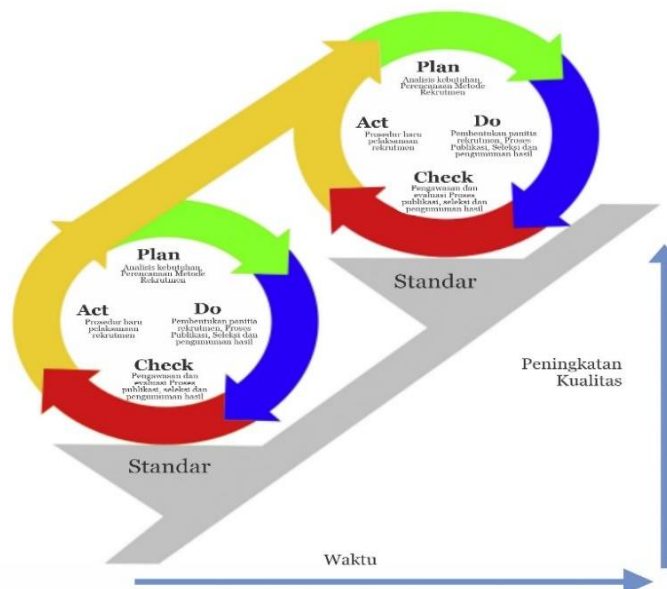 Plan
Analisis kebutuhan,
Perencanaan Metode
Rekrutmen
Act
Prosedur baru
pelaksanaan
rekrutmen
Do
Pembentukan panitia
rekrutmen, Proses
Publikasi, Seleksi dan
pengumuman hasil
Check
Pengawasan dan
evaluasi Proses
publikasi, seleksi dan
pengumuman hasil
Standar
Plan
Analisis kebutuhan,
Perencanaan Metode
Rekrutmen
Act
Prosedur baru
pelaksanaan
rekrutmen
Do
Pembentukan panitia
rekrutmen, Proses
Publikasi, Seleksi dan
pengumuman hasil
Check
Pengawasan dan
evaluasi Proses
publikasi, seleksi dan
pengumuman hasil
Standar
Peningkatan
Kualitas
Waktu